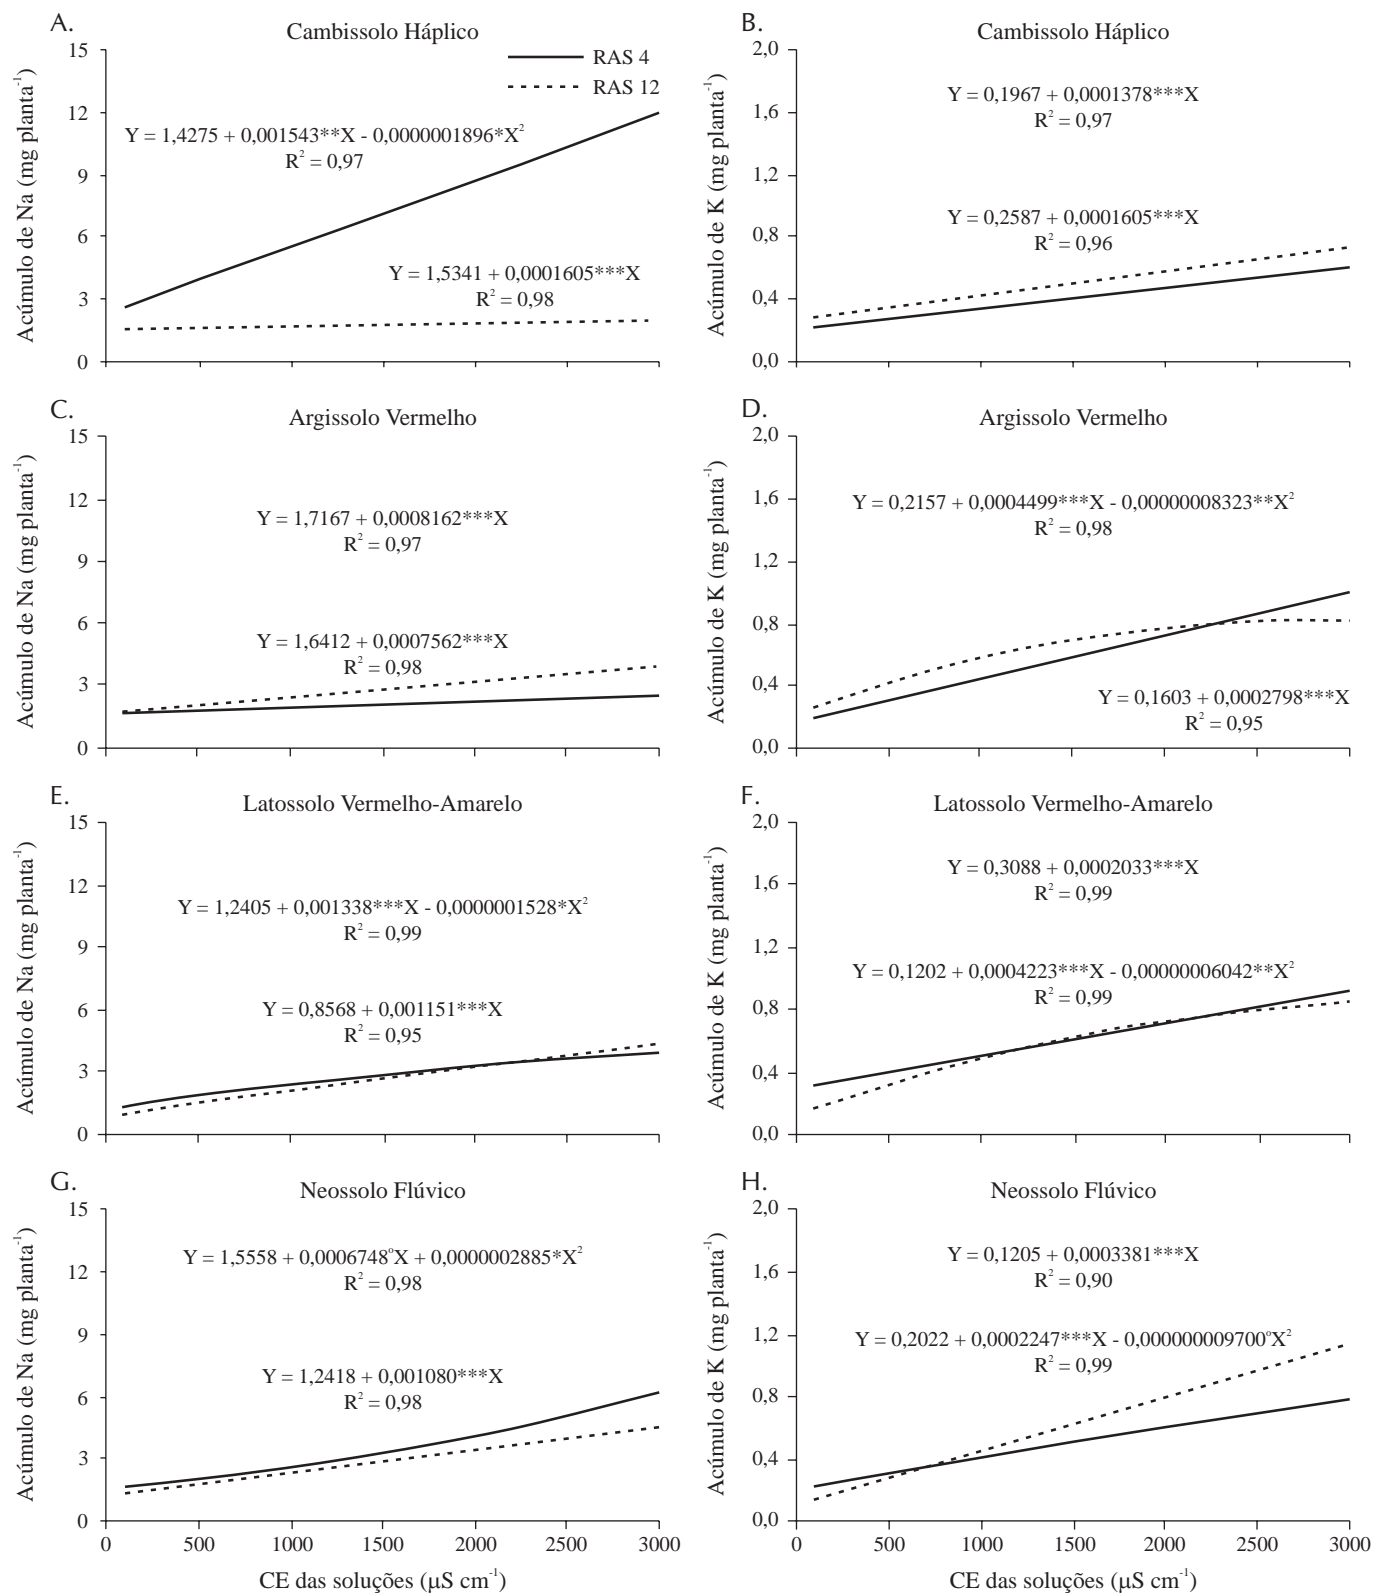 A.
Cambissolo Háplico
RAS 4
RAS 12
Y = 1,4275 + 0,001543**X - 0,0000001896*X²
R² = 0,97
Y = 1,5341 + 0,0001605***X
R² = 0,98
Acúmulo de Na (mg planta⁻¹)
15
12
9
6
3
0
B.
Cambissolo Háplico
Y = 0,1967 + 0,0001378***X
R² = 0,97
Y = 0,2587 + 0,0001605***X
R² = 0,96
Acúmulo de K (mg planta⁻¹)
2,0
1,6
1,2
0,8
0,4
0,0
C.
Argissolo Vermelho
Y = 1,7167 + 0,0008162***X
R² = 0,97
Y = 1,6412 + 0,0007562***X
R² = 0,98
Acúmulo de Na (mg planta⁻¹)
15
12
9
6
3
0
D.
Argissolo Vermelho
Y = 0,2157 + 0,0004499***X - 0,00000008323**X²
R² = 0,98
Y = 0,1603 + 0,0002798***X
R² = 0,95
Acúmulo de K (mg planta⁻¹)
2,0
1,6
1,2
0,8
0,4
0,0
E.
Latossolo Vermelho-Amarelo
Y = 1,2405 + 0,001338***X - 0,0000001528*X²
R² = 0,99
Y = 0,8568 + 0,001151***X
R² = 0,95
Acúmulo de Na (mg planta⁻¹)
15
12
9
6
3
0
F.
Latossolo Vermelho-Amarelo
Y = 0,3088 + 0,0002033***X
R² = 0,99
Y = 0,1202 + 0,0004223***X - 0,00000006042**X²
R² = 0,99
Acúmulo de K (mg planta⁻¹)
2,0
1,6
1,2
0,8
0,4
0,0
G.
Neossolo Flúvico
Y = 1,5558 + 0,0006748°X + 0,0000002885*X²
R² = 0,98
Y = 1,2418 + 0,001080***X
R² = 0,98
Acúmulo de Na (mg planta⁻¹)
15
12
9
6
3
0
0 500 1000 1500 2000 2500 3000
CE das soluções (µS cm⁻¹)
H.
Neossolo Flúvico
Y = 0,1205 + 0,0003381***X
R² = 0,90
Y = 0,2022 + 0,0002247***X - 0,000000009700°X²
R² = 0,99
Acúmulo de K (mg planta⁻¹)
2,0
1,6
1,2
0,8
0,4
0,0
0 500 1000 1500 2000 2500 3000
CE das soluções (µS cm⁻¹)